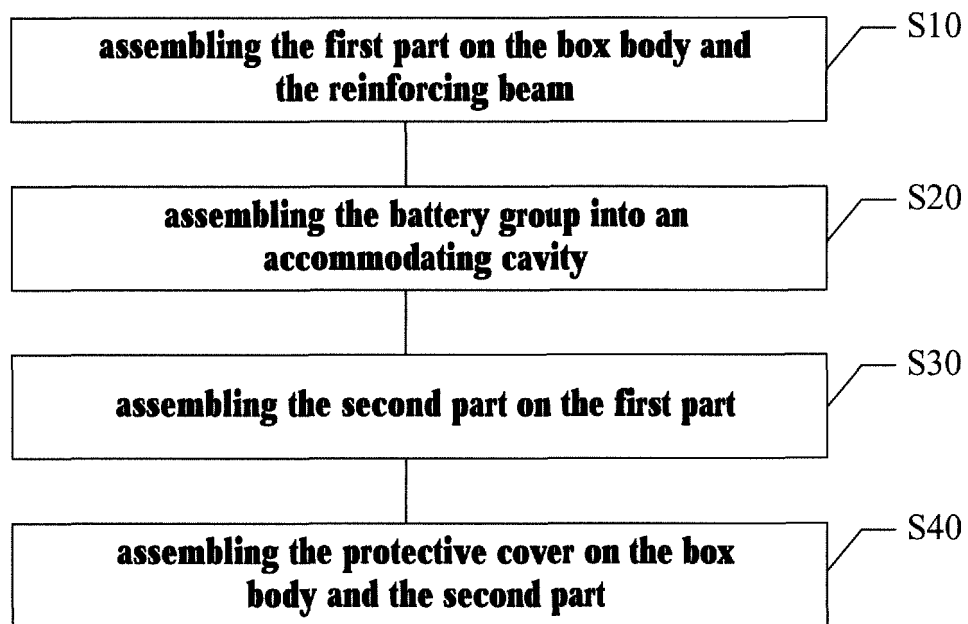 assembling the first part on the box body and
the reinforcing beam
S10
assembling the battery group into an
accommodating cavity
S20
assembling the second part on the first part
S30
assembling the protective cover on the box
body and the second part
S40